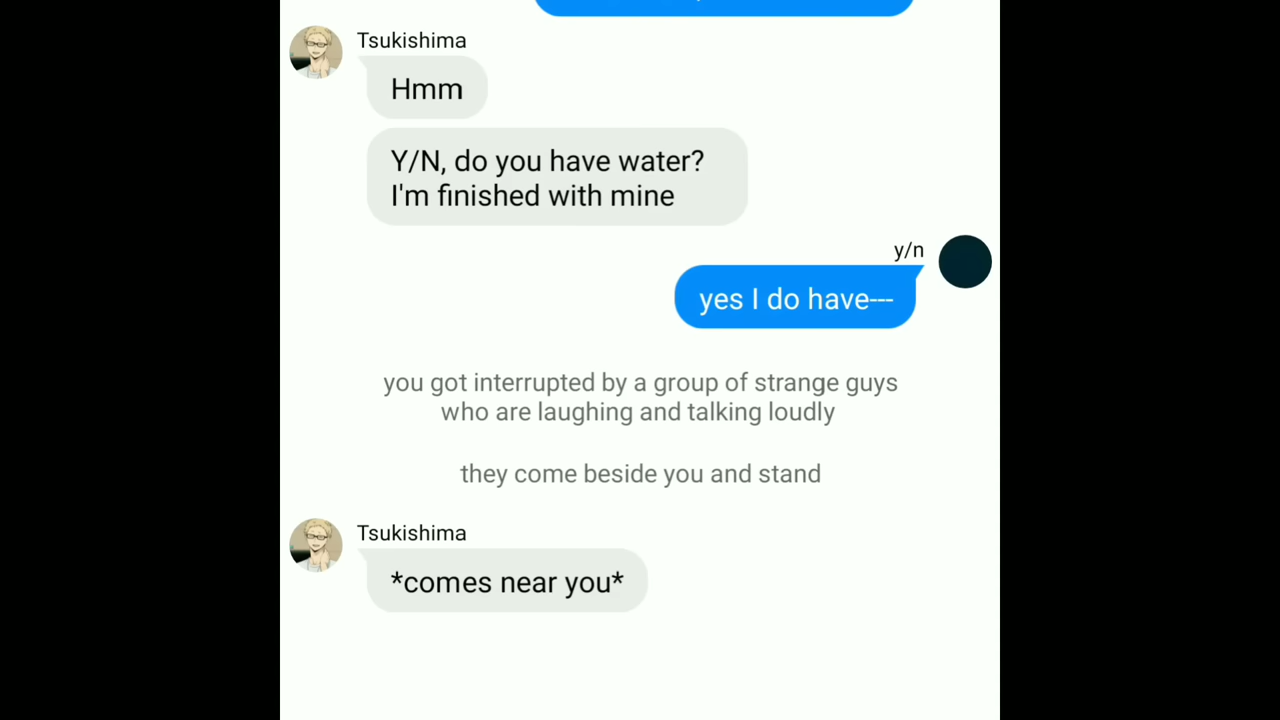 Tsukishima
Hmm
Y/N, do you have water?
I'm finished with mine
y/n
yes I do have---
you got interrupted by a group of strange guys
who are laughing and talking loudly
they come beside you and stand
Tsukishima
*comes near you*